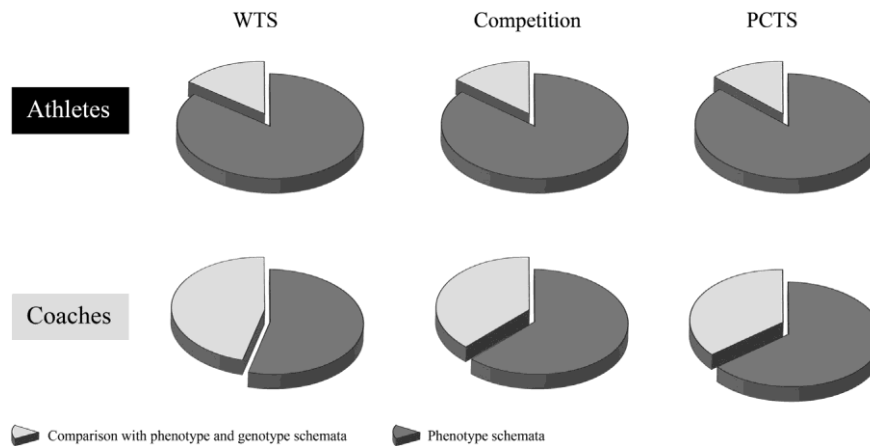 WTS Competition PCTS
Athletes
Coaches
Comparison with phenotype and genotype schemata Phenotype schemata